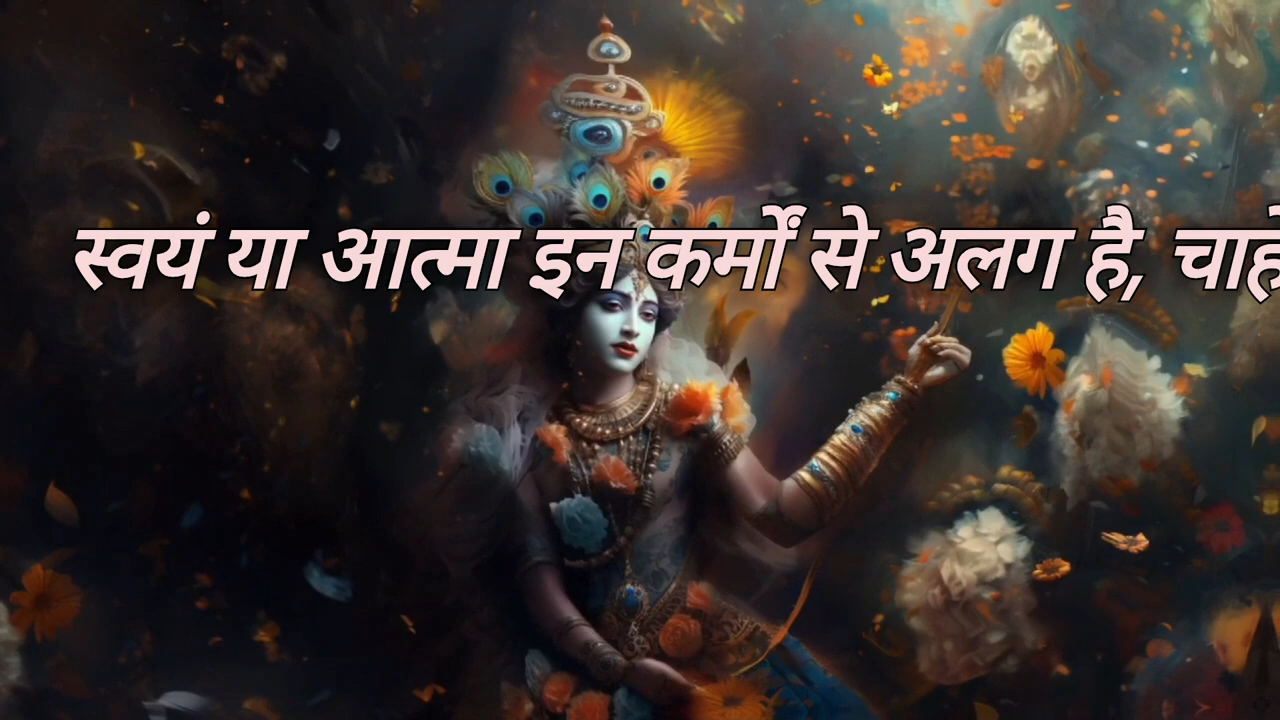 स्वयं या आत्मा इन कर्मों से अलग है, चाहे